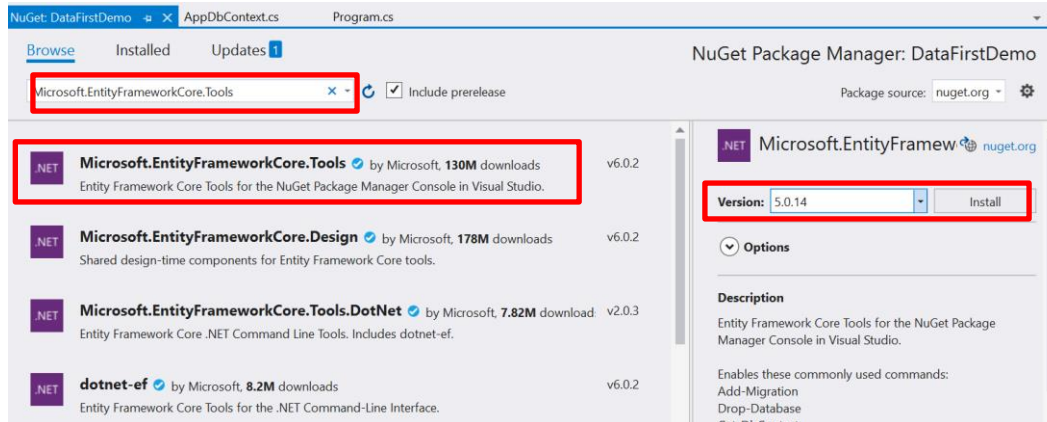 NuGet: DataFirstDemo AppDbContext.cs Program.cs
Browse Installed Updates 1
NuGet Package Manager: DataFirstDemo
Microsoft.EntityFrameworkCore.Tools Include prerelease
Package source: nuget.org
.NET Microsoft.EntityFrameworkCore.Tools by Microsoft, 130M downloads v6.0.2
Entity Framework Core Tools for the NuGet Package Manager Console in Visual Studio.
.NET Microsoft.EntityFrameworkCore.Design by Microsoft, 178M downloads v6.0.2
Shared design-time components for Entity Framework Core tools.
.NET Microsoft.EntityFrameworkCore.Tools.DotNet by Microsoft, 7.82M download v2.0.3
Entity Framework Core .NET Command Line Tools. Includes dotnet-ef.
.NET dotnet-ef by Microsoft, 8.2M downloads v6.0.2
Entity Framework Core Tools for the .NET Command-Line Interface.
.NET Microsoft.EntityFramew nuget.org
Version: 5.0.14 Install
Options
Description
Entity Framework Core Tools for the NuGet Package
Manager Console in Visual Studio.
Enables these commonly used commands:
Add-Migration
Drop-Database